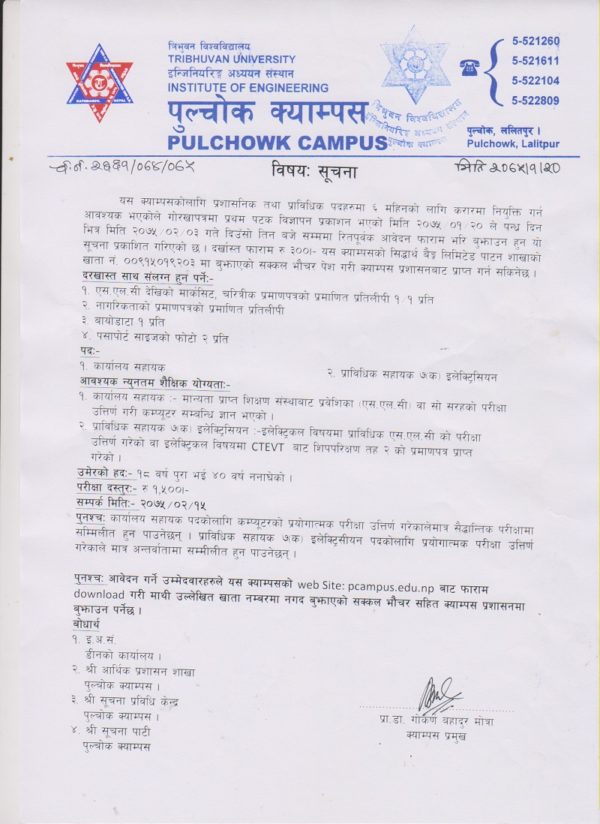 त्रिभुवन विश्वविद्यालय
TRIBHUVAN UNIVERSITY
इन्जिनियरिङ अध्ययन संस्थान
INSTITUTE OF ENGINEERING
पुल्चोक क्याम्पस
PULCHOWK CAMPUS
5-521260
5-521611
5-522104
5-522809
पुल्चोक, ललितपुर ।
Pulchowk, Lalitpur
विषय: सूचना
यस क्याम्पसकोलागि प्रशासनिक तथा प्राविधिक पदहरुमा ६ महिनको लागि करारमा नियुक्ति गर्न
आवश्यक भएकोले गोरखापत्रमा प्रथम पटक विज्ञापन प्रकाशन भएको मिति २०७५ /०१ /२० ले पन्ध्र दिन
भित्र मिति २०७५ /०२ /०३ गते दिउंसो तिन बजे सम्ममा रितपूर्वक आवेदन फाराम भरि बुझाउन हुन यो
सूचना प्रकाशित गरिएको छ । दर्खास्त फाराम रु ३००/- यस क्याम्पसको सिद्धार्थ बैङ्क लिमिटेड पाटन शाखाको
खाता नं. ००११५०१९२०३ मा बुझाएको सक्कल भौचर पेश गरी क्याम्पस प्रशासनबाट प्राप्त गर्न सकिनेछ ।
दरखास्त साथ संलग्न हुन पर्ने:-
१. एस.एल.सी देखिको मार्कसिट, चरित्रीक प्रमाणपत्रको प्रमाणित प्रतिलीपी १/१ प्रति
२. नागरिकताको प्रमाणपत्रको प्रमाणित प्रतिलीपी
३. बायोडाटा १ प्रति
४. पसापोर्ट साइजको फोटो २ प्रति
पद:-
१. कार्यालय सहायक
२. प्राविधिक सहायक ७(क) इलेक्ट्रिसियन
आवश्यक न्युनतम शैक्षिक योग्यता:-
१. कार्यालय सहायक :- मान्यता प्राप्त शिक्षण संस्थाबाट प्रवेशिका (एस.एल.सी) वा सो सरहको परीक्षा
उत्तिर्ण गरी कम्प्यूटर सम्बन्धि ज्ञान भएको ।
२. प्राविधिक सहायक ७(क) इलेक्ट्रिसियन :-इलेक्ट्रिकल विषयमा प्राविधिक एस.एल.सी को परीक्षा
उत्तिर्ण गरेको वा इलेक्ट्रिकल विषयमा CTEVT बाट शिपपरिक्षण तह २ को प्रमाणपत्र प्राप्त
गरेको ।
उमेरको हद:- १८ वर्ष पुरा भई ४० वर्ष ननाघेको ।
परीक्षा दस्तुर:- रु १,५००/-
सम्पर्क मिति:- २०७५/०२/१५
पुनश्च: कार्यालय सहायक पदकोलागि कम्प्यूटरको प्रयोगात्मक परीक्षा उत्तिर्ण गरेकालेमात्र सैद्धान्तिक परीक्षामा
सम्मिलीत हुन पाउनेछन् । प्राविधिक सहायक ७(क) इलेक्ट्रिसीयन पदकोलागि प्रयोगात्मक परीक्षा उत्तिर्ण
गरेकाले मात्र अन्तर्वार्तामा सम्मीलीत हुन पाउनेछन् ।
पुनश्च: आवेदन गर्ने उम्मेदबारहरुले यस क्याम्पसको web Site: pcampus.edu.np बाट फाराम
download गरी माथी उल्लेखित खाता नम्बरमा नगद बुझाएको सक्कल भौचर सहित क्याम्पस प्रशासनमा
बुझाउन पर्नेछ ।
बोधार्थ
१. इ.अ.सं.
डीनको कार्यालय ।
२. श्री आर्थिक प्रशासन शाखा
पुल्चोक क्याम्पस ।
३. श्री सूचना प्रविधि केन्द्र
पुल्चोक क्याम्पस ।
४. श्री सूचना पाटी
पुल्चोक क्याम्पस
प्रा.डा. गोकर्ण बहादुर मोत्रा
क्याम्पस प्रमुख